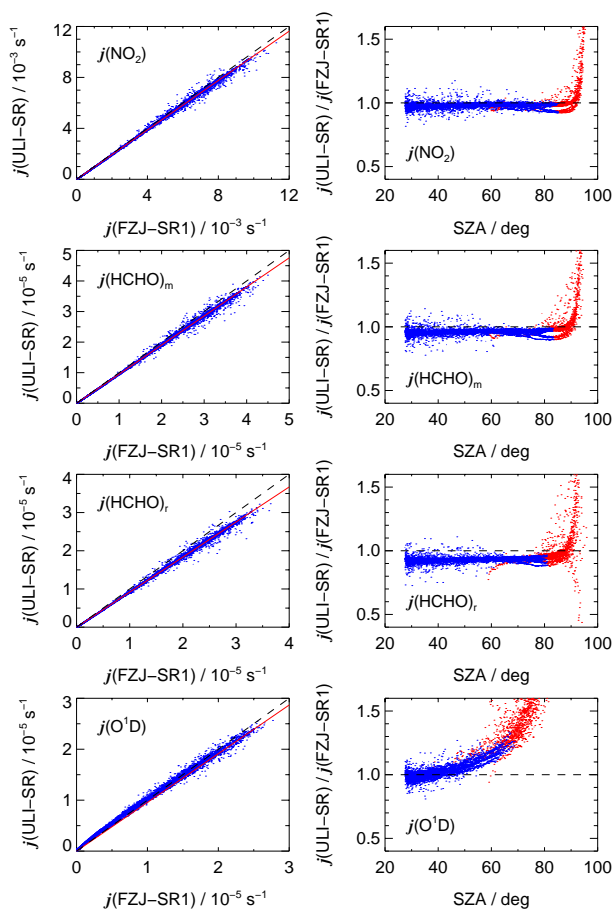 12
9
6
3
0
j(NO₂)
j(ULI−SR) / 10⁻³ s⁻¹
0 4 8 12
j(FZJ−SR1) / 10⁻³ s⁻¹
1.5
1.0
0.5
j(NO₂)
j(ULI−SR) / j(FZJ−SR1)
20 40 60 80 100
SZA / deg
5
4
3
2
1
0
j(HCHO)ₘ
j(ULI−SR) / 10⁻⁵ s⁻¹
0 1 2 3 4 5
j(FZJ−SR1) / 10⁻⁵ s⁻¹
1.5
1.0
0.5
j(HCHO)ₘ
j(ULI−SR) / j(FZJ−SR1)
20 40 60 80 100
SZA / deg
4
3
2
1
0
j(HCHO)ᵣ
j(ULI−SR) / 10⁻⁵ s⁻¹
0 1 2 3 4
j(FZJ−SR1) / 10⁻⁵ s⁻¹
1.5
1.0
0.5
j(HCHO)ᵣ
j(ULI−SR) / j(FZJ−SR1)
20 40 60 80 100
SZA / deg
3
2
1
0
j(O¹D)
j(ULI−SR) / 10⁻⁵ s⁻¹
0 1 2 3
j(FZJ−SR1) / 10⁻⁵ s⁻¹
1.5
1.0
0.5
j(O¹D)
j(ULI−SR) / j(FZJ−SR1)
20 40 60 80 100
SZA / deg